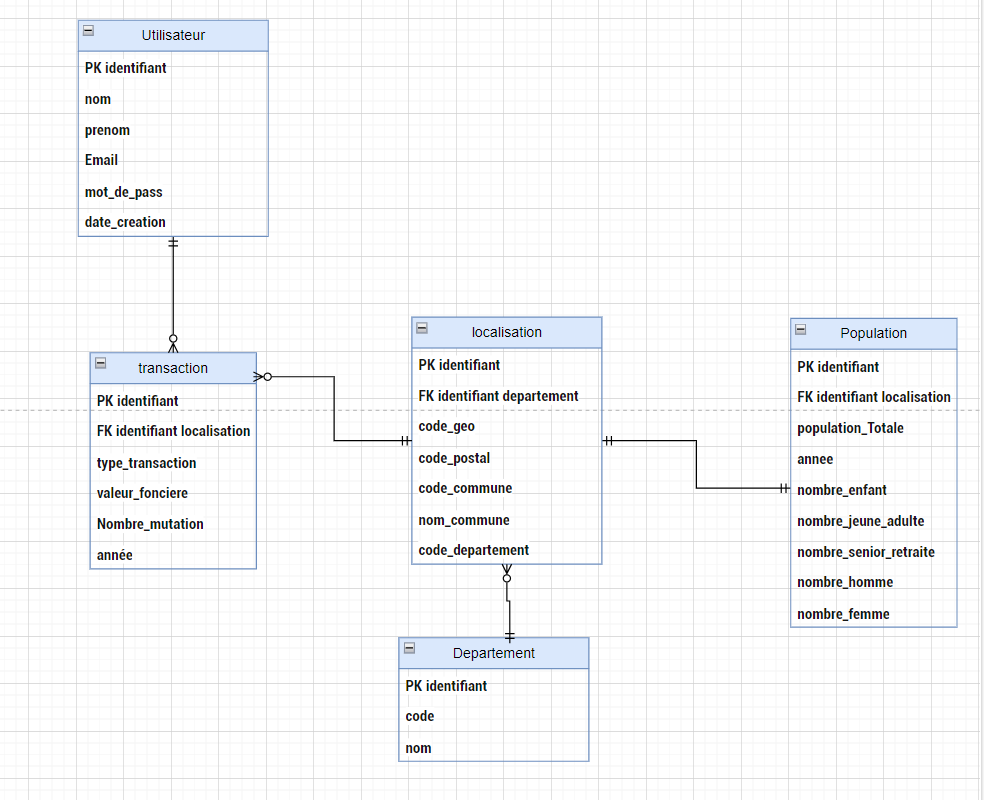 Utilisateur
PK identifiant
nom
prenom
Email
mot_de_pass
date_creation
transaction
PK identifiant
FK identifiant localisation
type_transaction
valeur_fonciere
Nombre_mutation
année
localisation
PK identifiant
FK identifiant departement
code_geo
code_postal
code_commune
nom_commune
code_departement
Population
PK identifiant
FK identifiant localisation
population_Totale
annee
nombre_enfant
nombre_jeune_adulte
nombre_senior_retraite
nombre_homme
nombre_femme
Departement
PK identifiant
code
nom